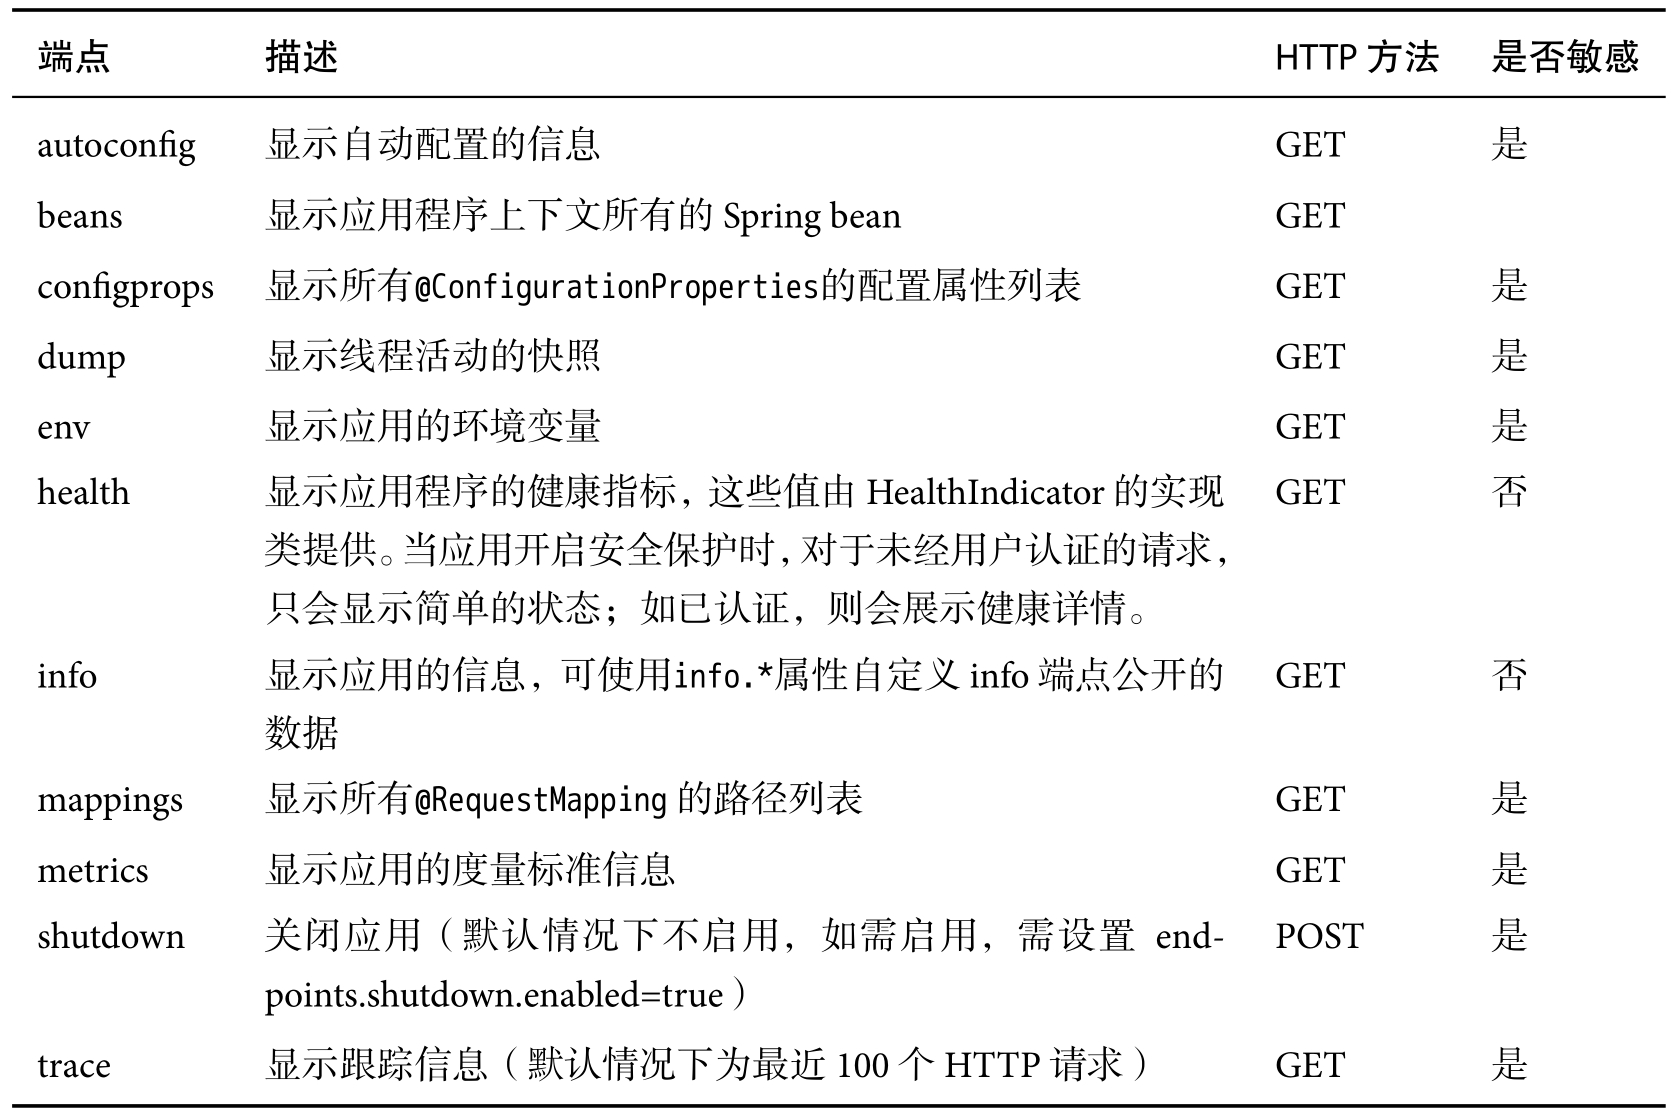 端点 描述 HTTP 方法 是否敏感
autoconfig 显示自动配置的信息 GET 是
beans 显示应用程序上下文所有的 Spring bean GET
configprops 显示所有@ConfigurationProperties的配置属性列表 GET 是
dump 显示线程活动的快照 GET 是
env 显示应用的环境变量 GET 是
health 显示应用程序的健康指标，这些值由 HealthIndicator 的实现 GET 否
类提供。当应用开启安全保护时，对于未经用户认证的请求，
只会显示简单的状态；如已认证，则会展示健康详情。
info 显示应用的信息，可使用info.*属性自定义 info 端点公开的 GET 否
数据
mappings 显示所有@RequestMapping 的路径列表 GET 是
metrics 显示应用的度量标准信息 GET 是
shutdown 关闭应用（默认情况下不启用，如需启用，需设置 end- POST 是
points.shutdown.enabled=true）
trace 显示跟踪信息（默认情况下为最近 100 个 HTTP 请求） GET 是